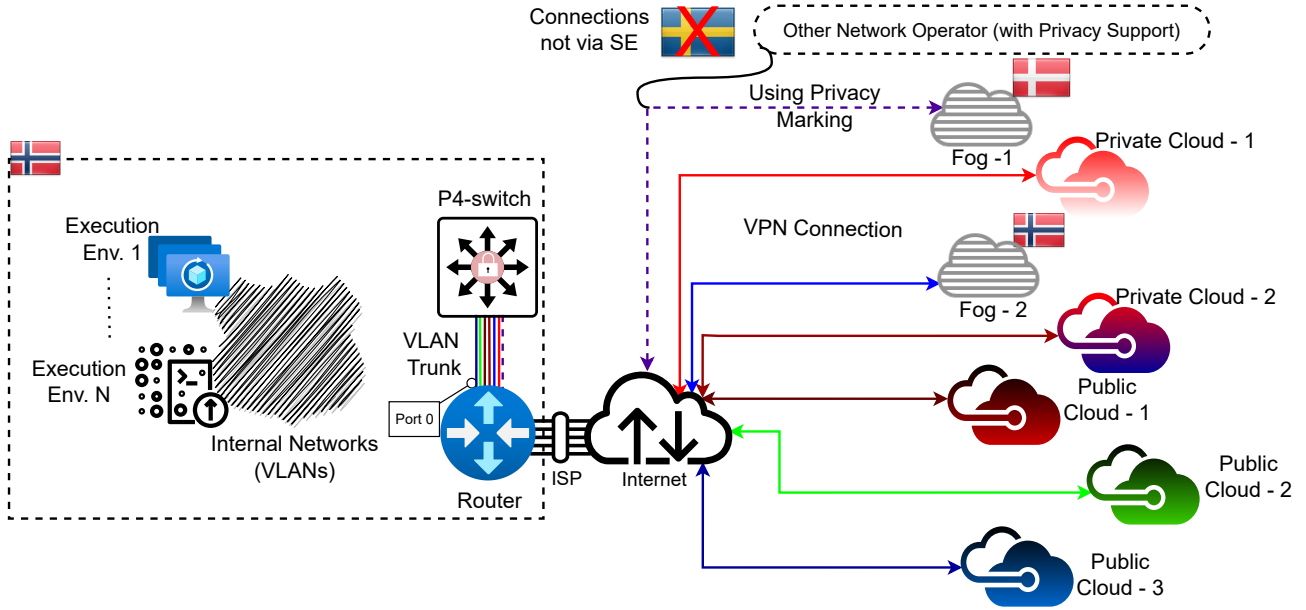 Connections
not via SE
Other Network Operator (with Privacy Support)
Using Privacy
Marking
Fog -1
Private Cloud - 1
P4-switch
VPN Connection
Execution
Env. 1
Fog - 2
Private Cloud - 2
VLAN
Trunk
Execution
Env. N
Port 0
Public
Cloud - 1
Internal Networks
(VLANs)
ISP
Internet
Router
Public
Cloud - 2
Public
Cloud - 3